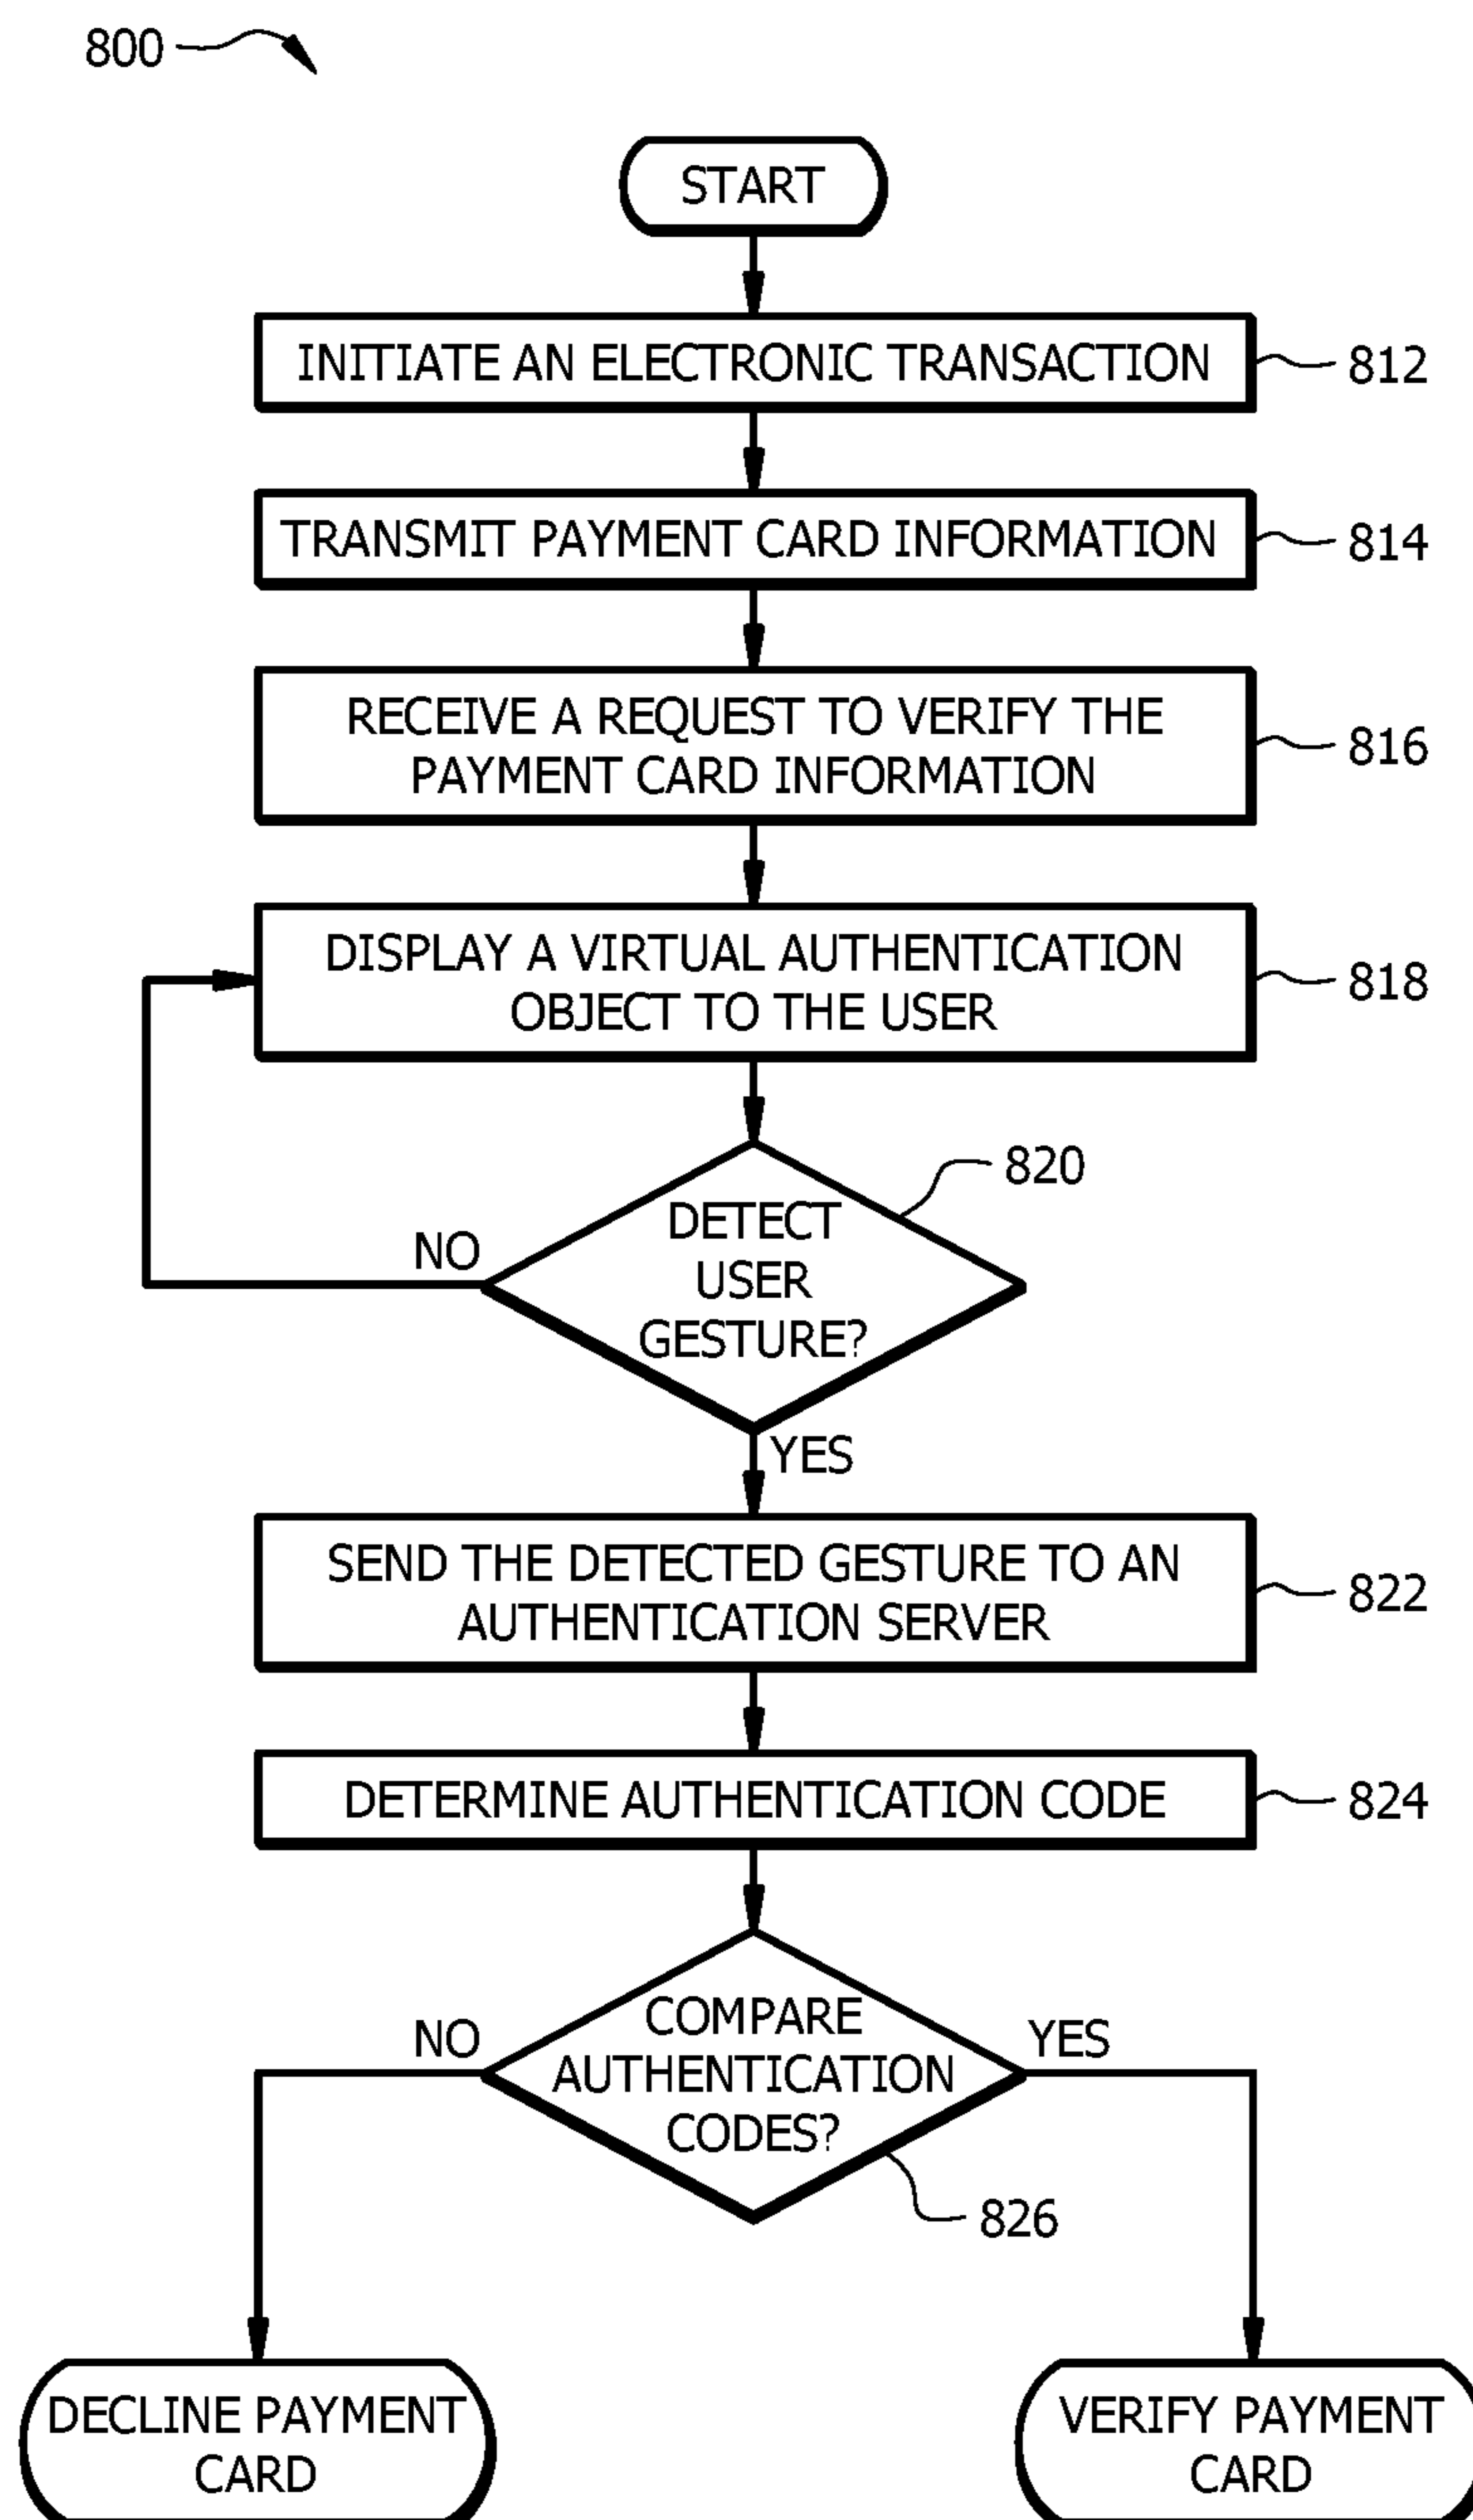 800
START
INITIATE AN ELECTRONIC TRANSACTION
812
TRANSMIT PAYMENT CARD INFORMATION
814
RECEIVE A REQUEST TO VERIFY THE
PAYMENT CARD INFORMATION
816
DISPLAY A VIRTUAL AUTHENTICATION
OBJECT TO THE USER
818
820
DETECT
USER
GESTURE?
NO
YES
SEND THE DETECTED GESTURE TO AN
AUTHENTICATION SERVER
822
DETERMINE AUTHENTICATION CODE
824
COMPARE
AUTHENTICATION
CODES?
NO
YES
826
DECLINE PAYMENT
CARD
VERIFY PAYMENT
CARD